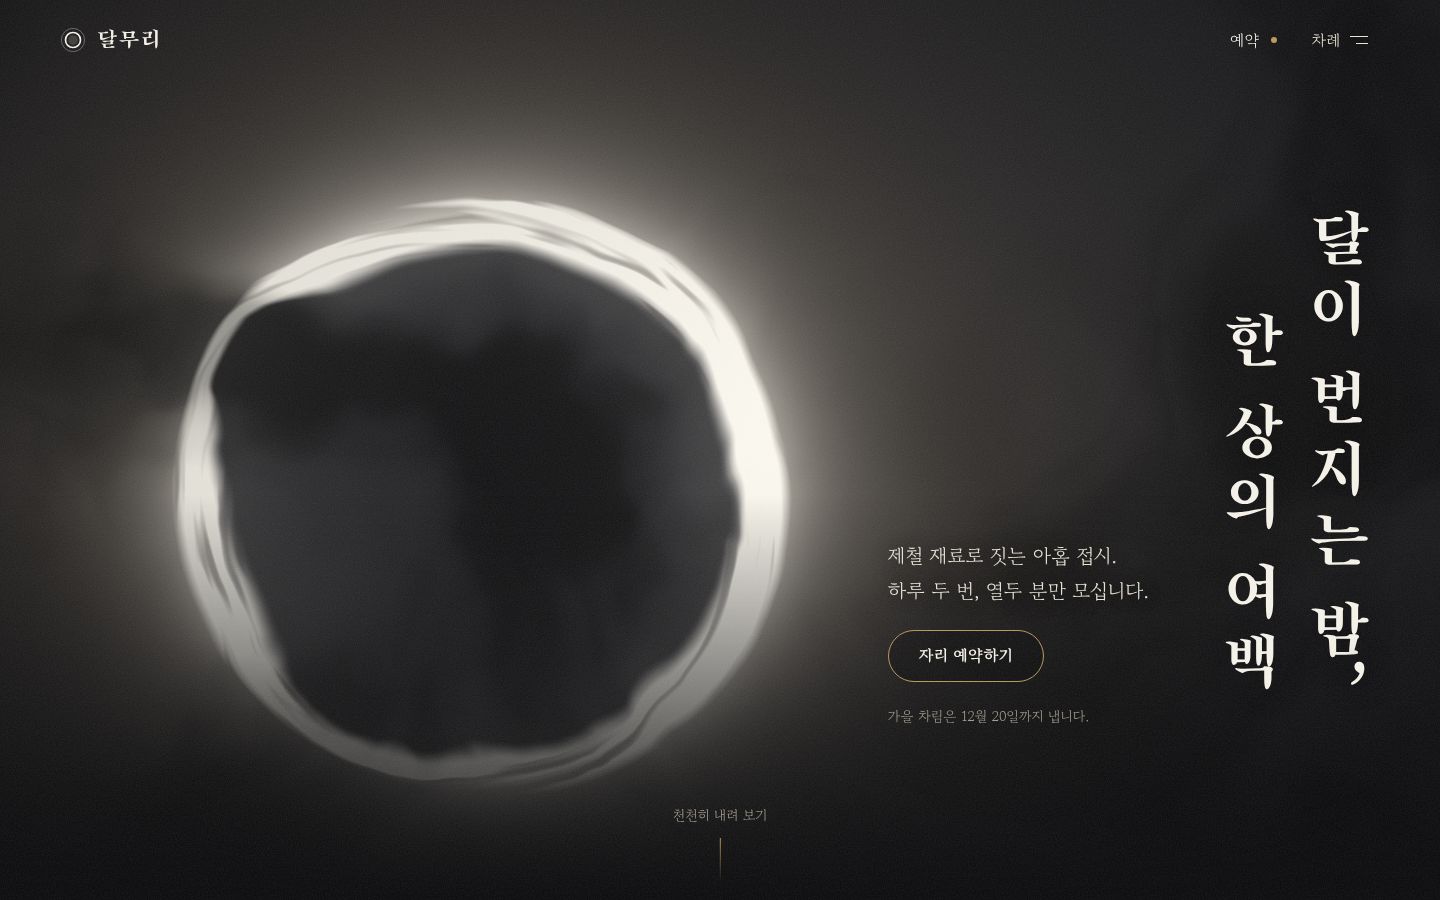 달무리
예약
차례
달이 번지는 밤,
한 상의 여백
제철 재료로 짓는 아홉 접시.
하루 두 번, 열두 분만 모십니다.
자리 예약하기
가을 차림은 12월 20일까지 냅니다.
천천히 내려 보기